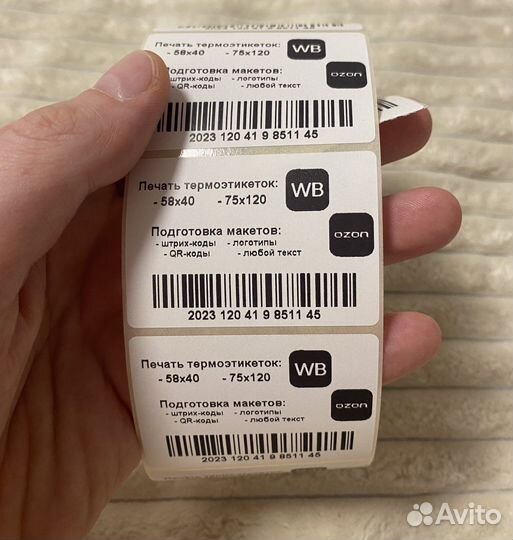 Печать термоэтикеток:
- 58x40 - 75x120
WB
Подготовка макетов:
- штрих-коды - логотипы
- QR-коды - любой текст
ozon
2023 120 41 9 8511 45
Печать термоэтикеток:
- 58x40 - 75x120
WB
Подготовка макетов:
- штрих-коды - логотипы
- QR-коды - любой текст
ozon
2023 120 41 9 8511 45
Печать термоэтикеток:
- 58x40 - 75x120
WB
Подготовка макетов:
- штрих-коды - логотипы
- QR-коды - любой текст
ozon
2023 120 41 9 8511 45
Avito